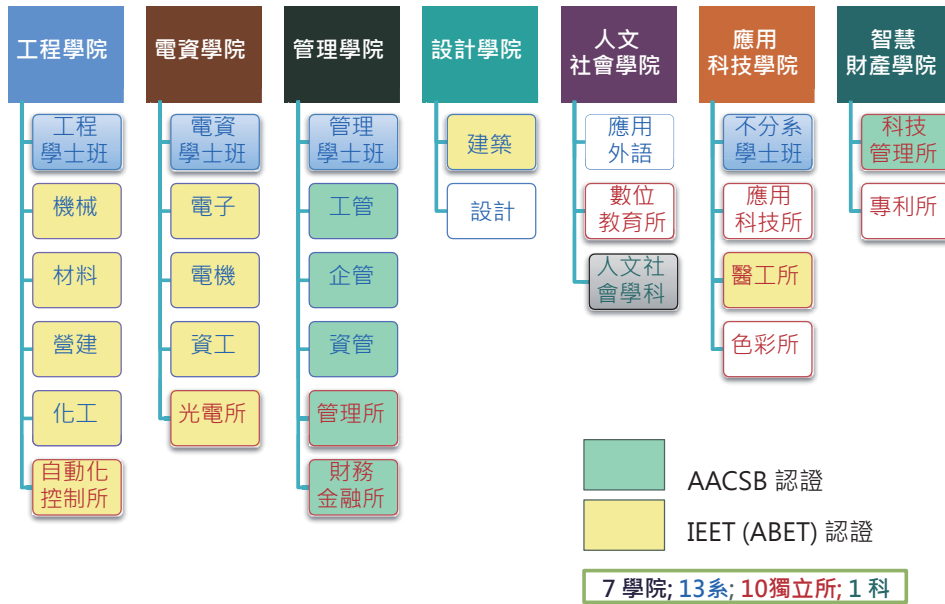 工程學院
工程
學士班
機械
材料
營建
化工
自動化
控制所
電資學院
電資
學士班
電子
電機
資工
光電所
管理學院
管理
學士班
工管
企管
資管
管理所
財務
金融所
設計學院
建築
設計
人文
社會學院
應用
外語
數位
教育所
人文社
會學科
應用
科技學院
不分系
學士班
應用
科技所
醫工所
色彩所
智慧
財產學院
科技
管理所
專利所
AACSB 認證
IEET (ABET) 認證
7 學院; 13系; 10獨立所; 1 科